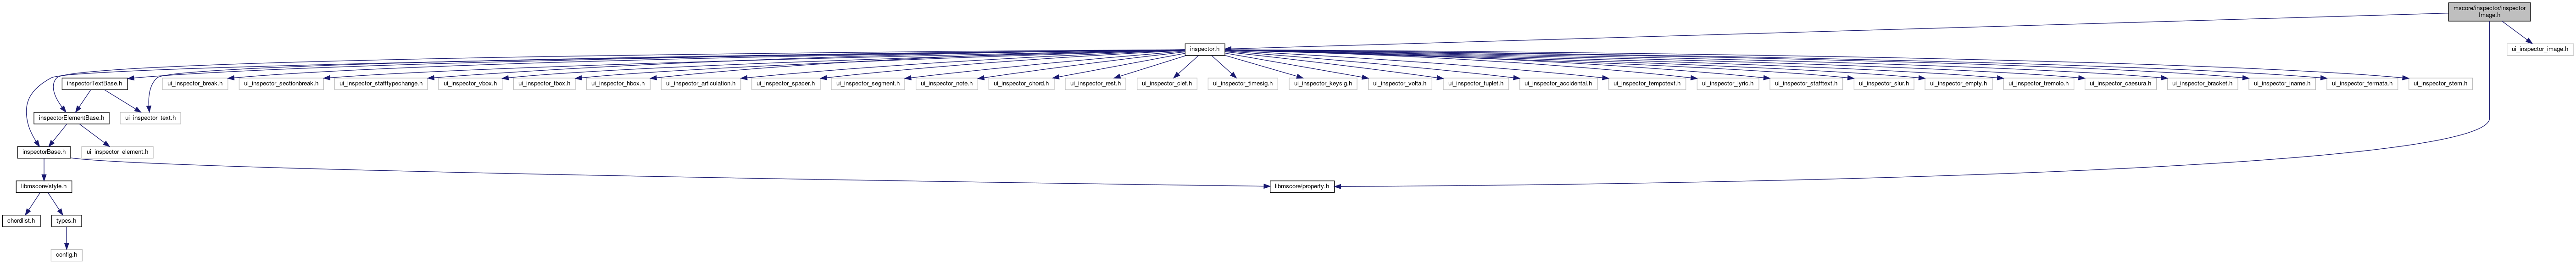 mscore/inspector/inspector
Image.h
inspector.h
ui_inspector_image.h
inspectorTextBase.h
ui_inspector_break.h
ui_inspector_sectionbreak.h
ui_inspector_stafftypechange.h
ui_inspector_vbox.h
ui_inspector_tbox.h
ui_inspector_hbox.h
ui_inspector_articulation.h
ui_inspector_spacer.h
ui_inspector_segment.h
ui_inspector_note.h
ui_inspector_chord.h
ui_inspector_rest.h
ui_inspector_clef.h
ui_inspector_timesig.h
ui_inspector_keysig.h
ui_inspector_volta.h
ui_inspector_tuplet.h
ui_inspector_accidental.h
ui_inspector_tempotext.h
ui_inspector_lyric.h
ui_inspector_stafftext.h
ui_inspector_slur.h
ui_inspector_empty.h
ui_inspector_tremolo.h
ui_inspector_caesura.h
ui_inspector_bracket.h
ui_inspector_iname.h
ui_inspector_fermata.h
ui_inspector_stem.h
inspectorElementBase.h
ui_inspector_text.h
inspectorBase.h
ui_inspector_element.h
libmscore/style.h
libmscore/property.h
chordlist.h
types.h
config.h